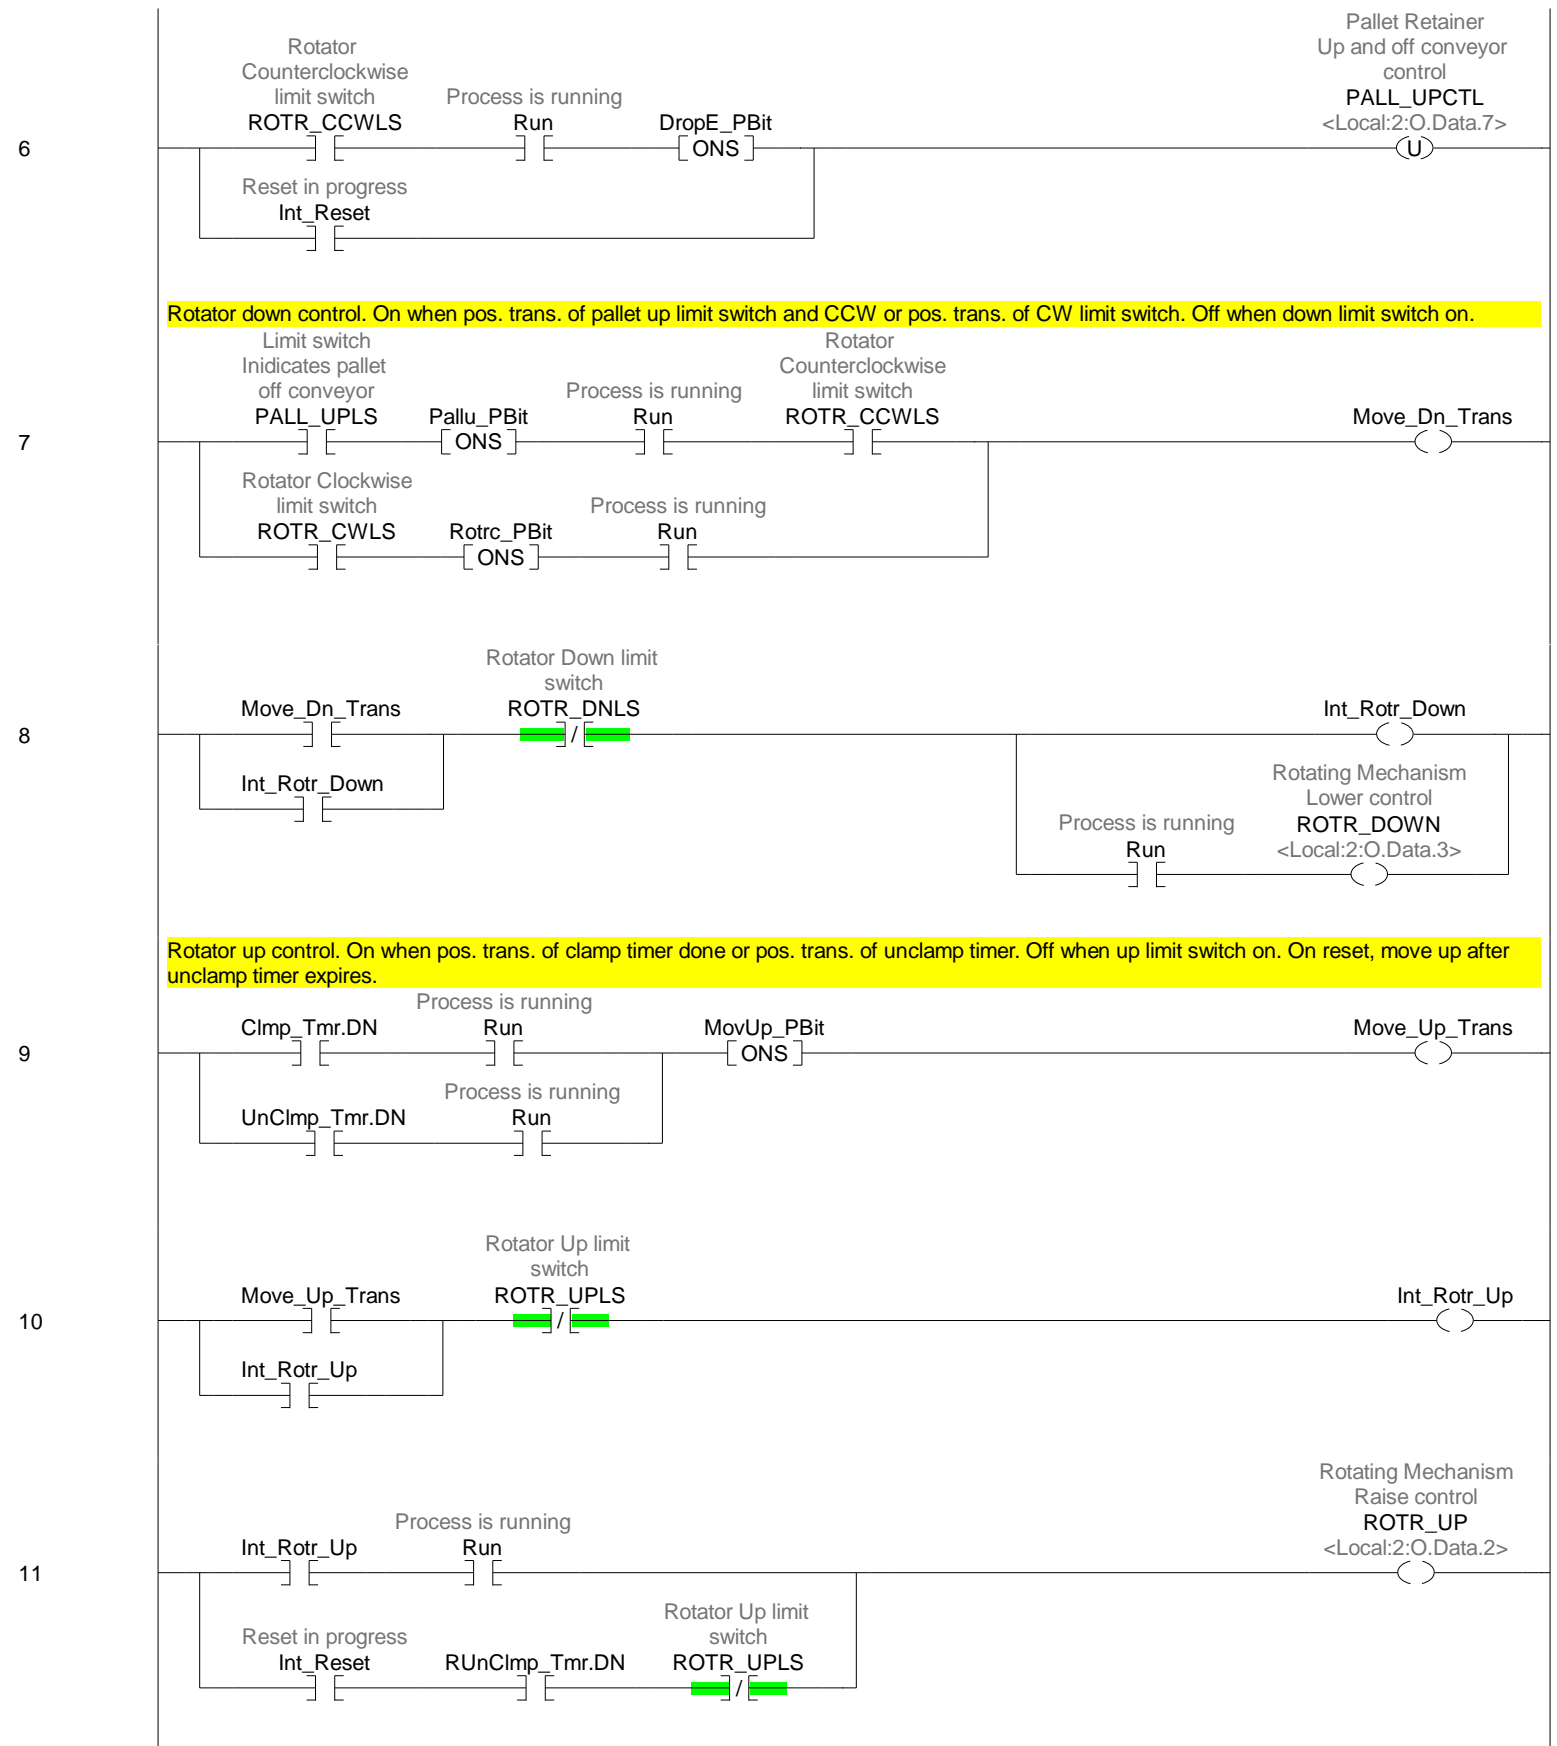 Pallet Retainer
Up and off conveyor
control
PALL_UPCTL
<Local:2:O.Data.7>
Rotator
Counterclockwise
limit switch
ROTR_CCWLS
Process is running
Run
DropE_PBit
6
ONS
U
Reset in progress
Int_Reset
Rotator down control. On when pos. trans. of pallet up limit switch and CCW or pos. trans. of CW limit switch. Off when down limit switch on.
Limit switch
Inidicates pallet
off conveyor
PALL_UPLS
Pallu_PBit
Process is running
Run
Rotator
Counterclockwise
limit switch
ROTR_CCWLS
Move_Dn_Trans
7
ONS
Rotator Clockwise
limit switch
ROTR_CWLS
Rotrc_PBit
Process is running
Run
ONS
Rotator Down limit
switch
Move_Dn_Trans
ROTR_DNLS
Int_Rotr_Down
8
/
Int_Rotr_Down
Process is running
Run
Rotating Mechanism
Lower control
ROTR_DOWN
<Local:2:O.Data.3>
Rotator up control. On when pos. trans. of clamp timer done or pos. trans. of unclamp timer. Off when up limit switch on. On reset, move up after
unclamp timer expires.
Clmp_Tmr.DN
Process is running
Run
MovUp_PBit
Move_Up_Trans
9
ONS
UnClmp_Tmr.DN
Process is running
Run
Rotator Up limit
switch
Move_Up_Trans
ROTR_UPLS
Int_Rotr_Up
10
/
Int_Rotr_Up
Rotating Mechanism
Raise control
ROTR_UP
<Local:2:O.Data.2>
Int_Rotr_Up
Process is running
Run
11
Reset in progress
Int_Reset
RUnClmp_Tmr.DN
Rotator Up limit
switch
ROTR_UPLS
/